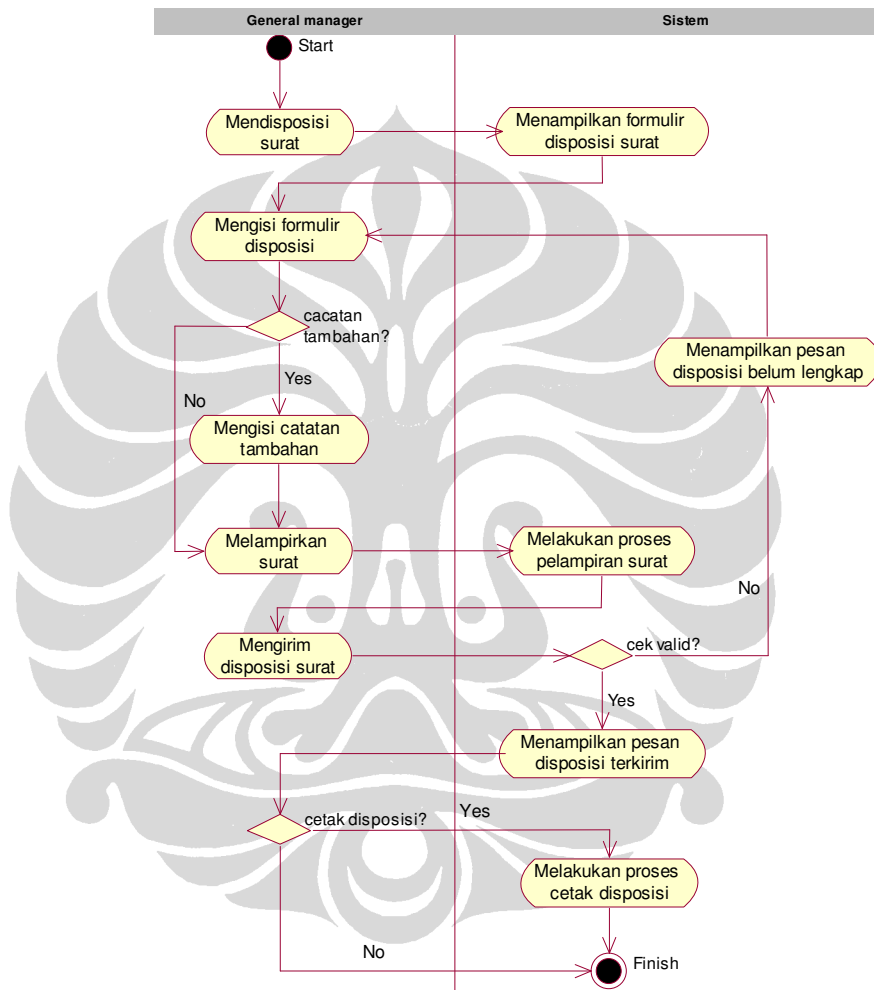 General manager
Sistem
Start
Mendisposisi
surat
Menampilkan formulir
disposisi surat
Mengisi formulir
disposisi
cacatan
tambahan?
Menampilkan pesan
disposisi belum lengkap
Yes
No
Mengisi catatan
tambahan
Melampirkan
surat
Melakukan proses
pelampiran surat
No
Mengirim
disposisi surat
cek valid?
Yes
Menampilkan pesan
disposisi terkirim
cetak disposisi?
Yes
Melakukan proses
cetak disposisi
No
Finish